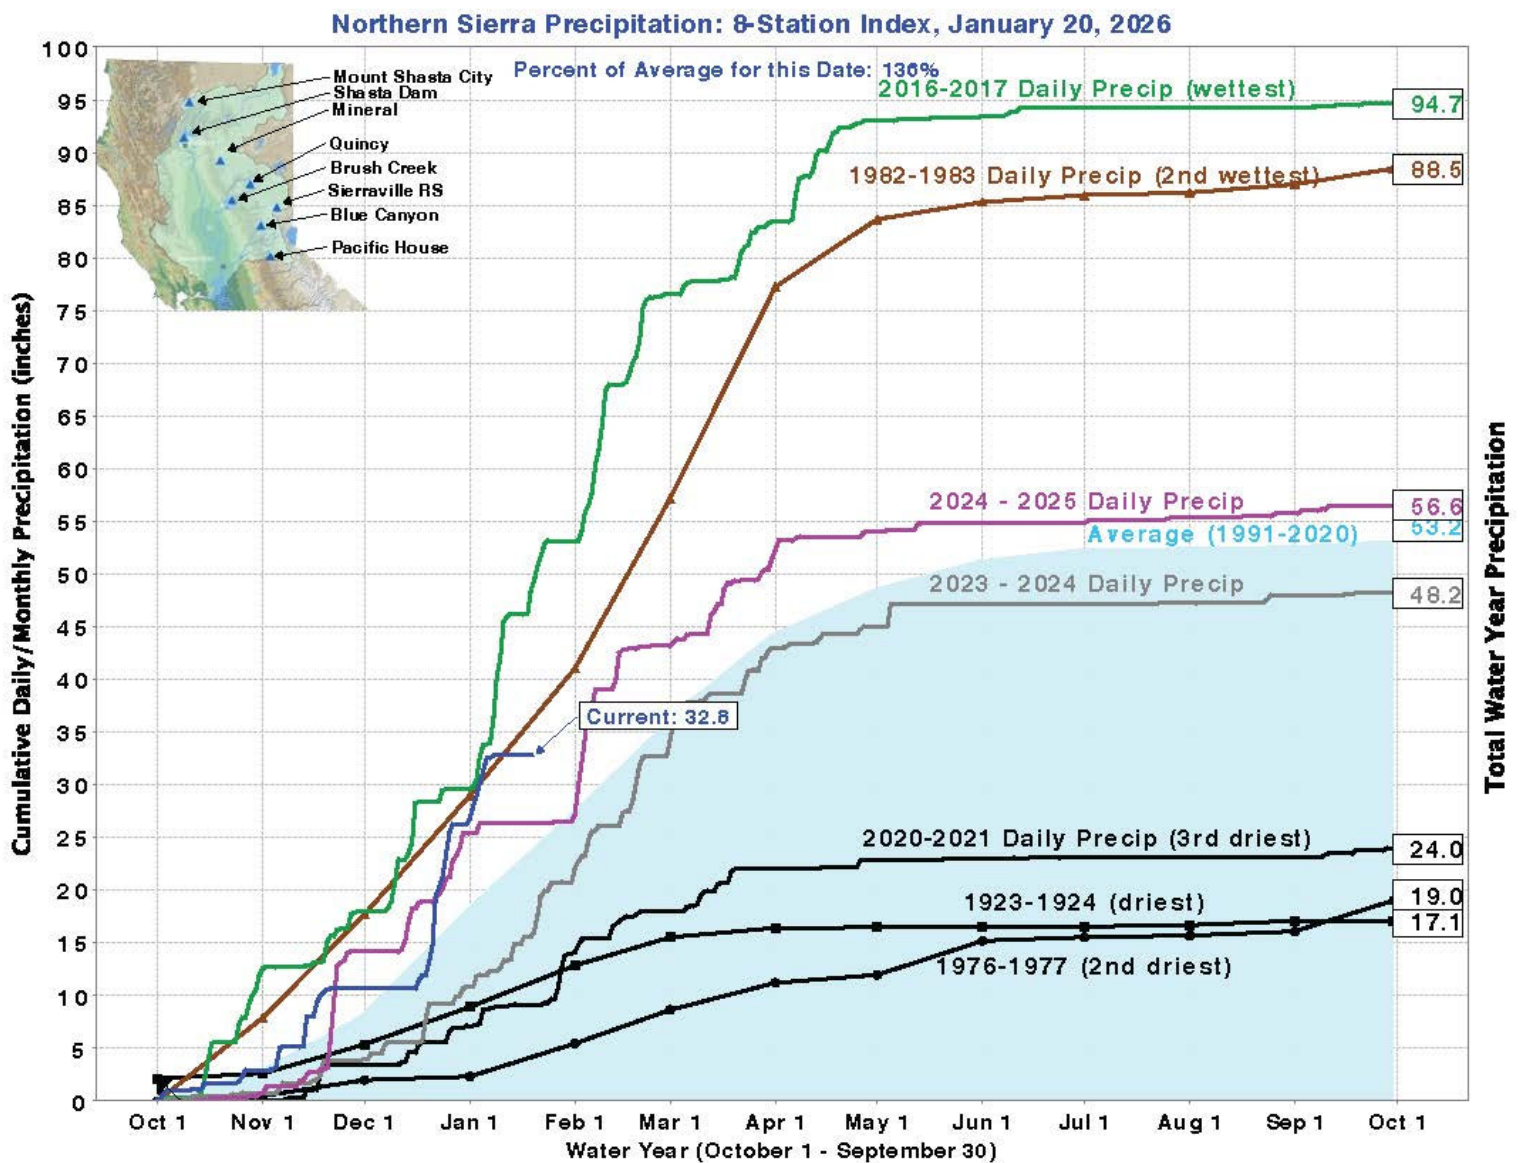 Northern Sierra Precipitation: 8-Station Index, January 20, 2026
Percent of Average for this Date: 136%
Mount Shasta City
Shasta Dam
Mineral
Quincy
Brush Creek
Sierraville RS
Blue Canyon
Pacific House
2016-2017 Daily Precip (wettest)
94.7
1982-1983 Daily Precip (2nd wettest)
88.5
2024 - 2025 Daily Precip
56.6
Average (1991-2020)
53.2
2023 - 2024 Daily Precip
48.2
Current: 32.8
2020-2021 Daily Precip (3rd driest)
24.0
1923-1924 (driest)
19.0
17.1
1976-1977 (2nd driest)
100
95
90
85
80
75
70
65
60
55
50
45
40
35
30
25
20
15
10
5
0
Cumulative Daily/Monthly Precipitation (inches)
Total Water Year Precipitation
Oct 1 Nov 1 Dec 1 Jan 1 Feb 1 Mar 1 Apr 1 May 1 Jun 1 Jul 1 Aug 1 Sep 1 Oct 1
Water Year (October 1 - September 30)